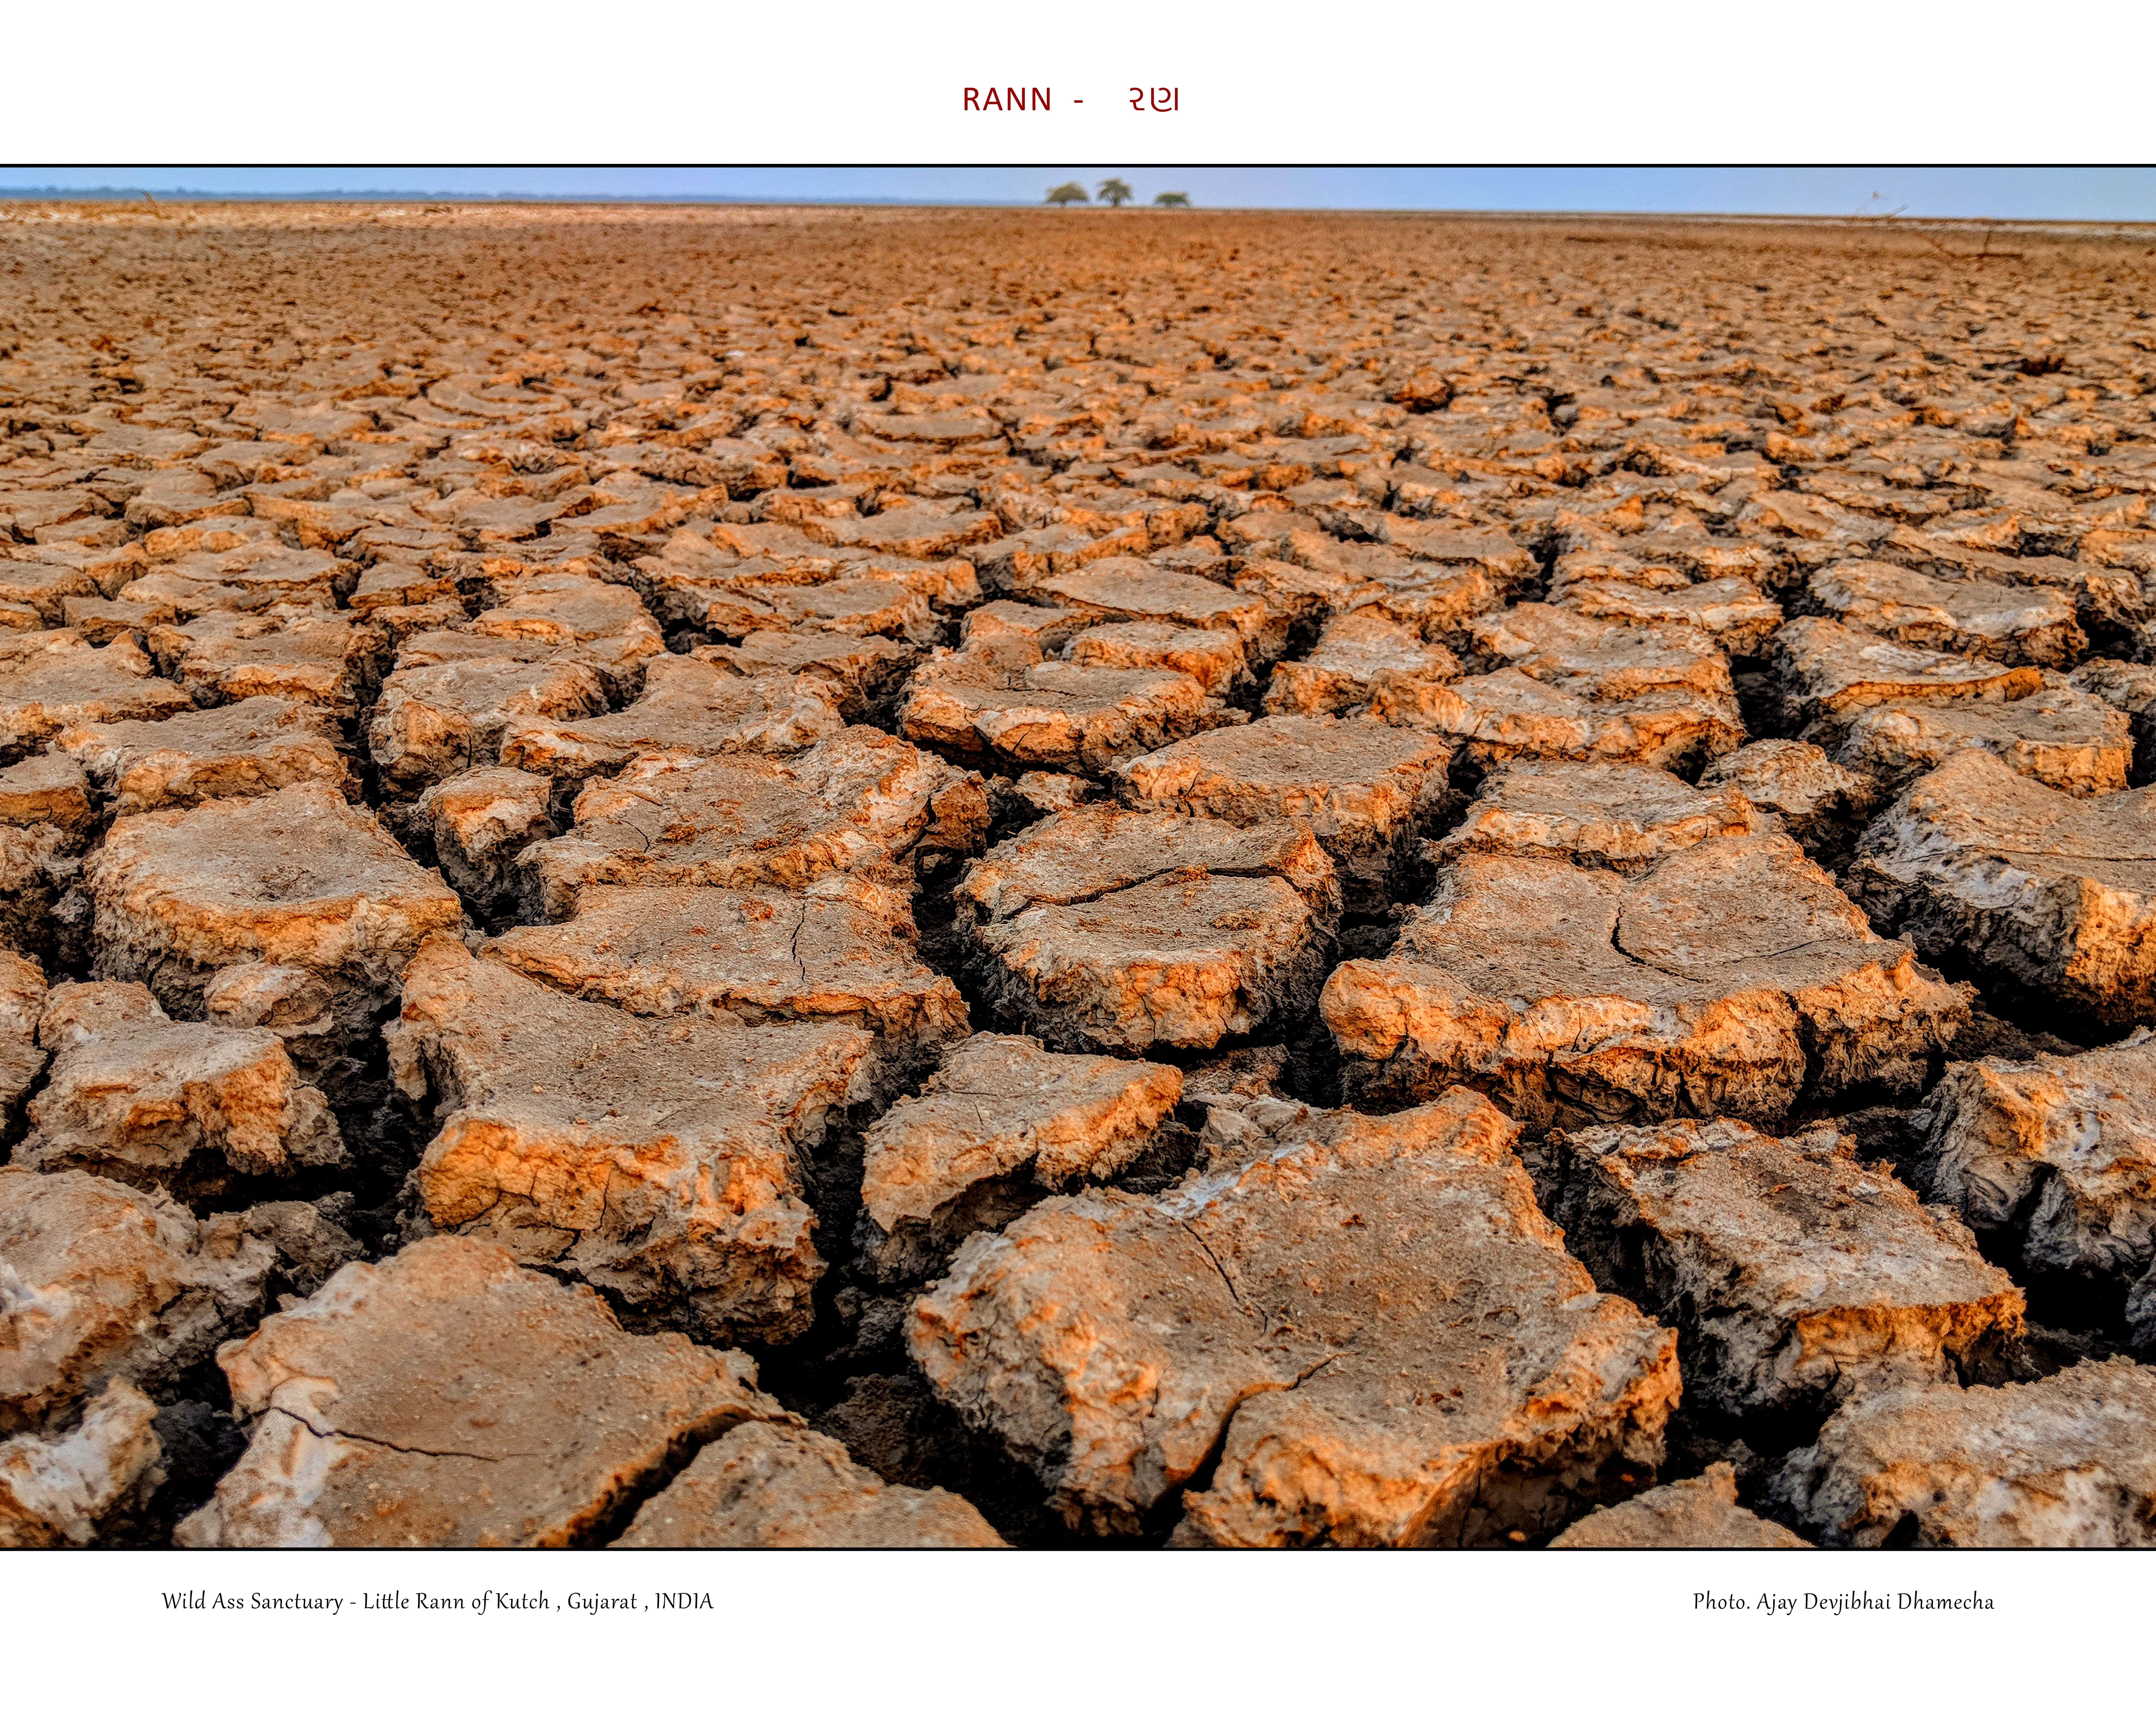 RANN - રણ
Wild Ass Sanctuary - Little Rann of Kutch , Gujarat , INDIA
Photo. Ajay Devjibhai Dhamecha